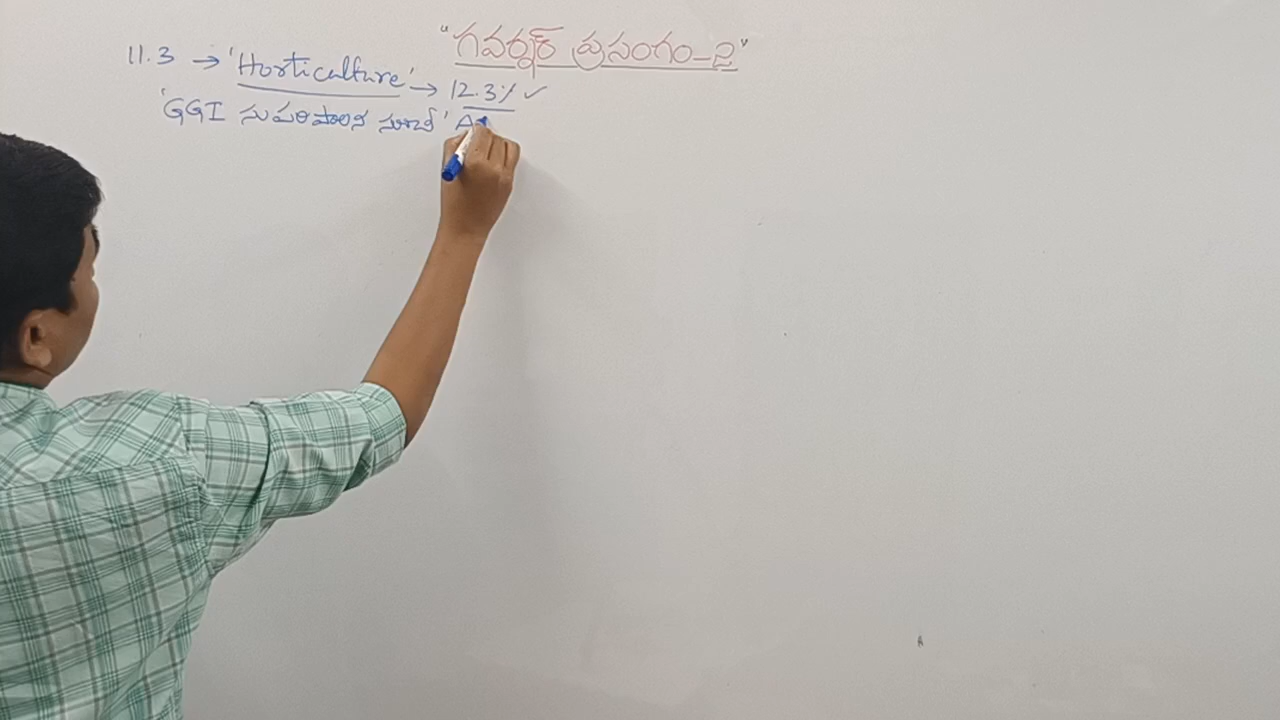 "గవర్నర్ ప్రసంగం-2"
11.3 → 'Horticulture' → 12.3% ✓
'GGI సుపరిపాలన సూచీ' A